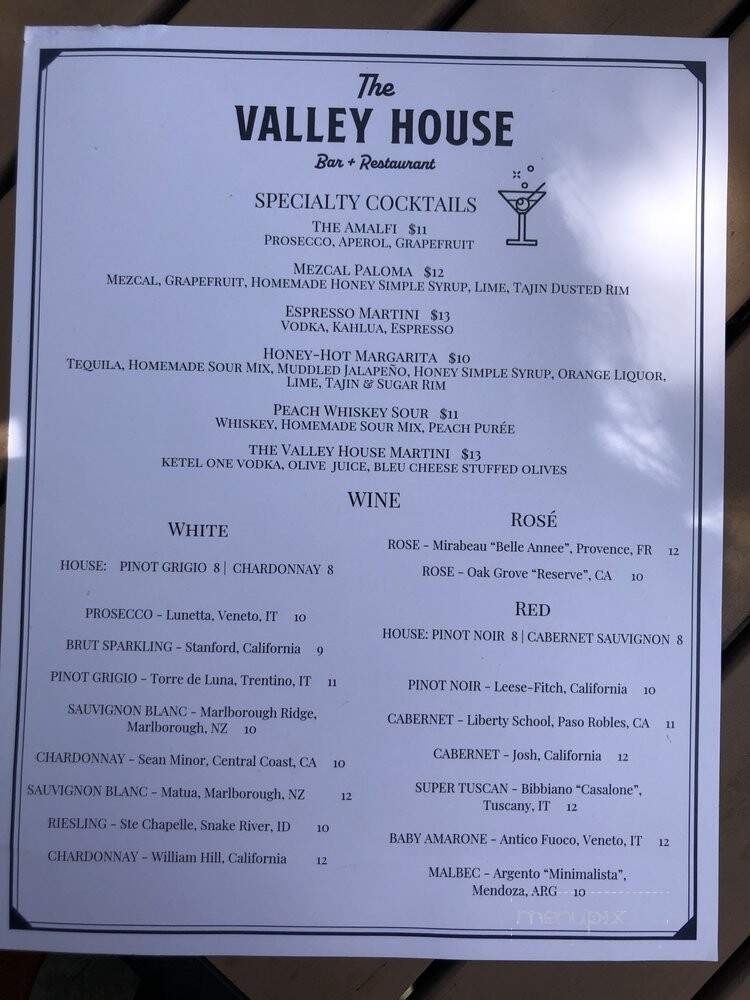 The
VALLEY HOUSE
Bar + Restaurant
SPECIALTY COCKTAILS
THE AMALFI $11
PROSECCO, APEROL, GRAPEFRUIT
MEZCAL PALOMA $12
MEZCAL, GRAPEFRUIT, HOMEMADE HONEY SIMPLE SYRUP, LIME, TAJIN DUSTED RIM
ESPRESSO MARTINI $13
VODKA, KAHLUA, ESPRESSO
HONEY-HOT MARGARITA $10
TEQUILA, HOMEMADE SOUR MIX, MUDDLED JALAPEÑO, HONEY SIMPLE SYRUP, ORANGE LIQUOR,
LIME, TAJIN & SUGAR RIM
PEACH WHISKEY SOUR $11
WHISKEY, HOMEMADE SOUR MIX, PEACH PURÉE
THE VALLEY HOUSE MARTINI $13
KETEL ONE VODKA, OLIVE JUICE, BLEU CHEESE STUFFED OLIVES
WINE
WHITE
HOUSE: PINOT GRIGIO 8 | CHARDONNAY 8
PROSECCO - Lunetta, Veneto, IT 10
BRUT SPARKLING - Stanford, California 9
PINOT GRIGIO - Torre de Luna, Trentino, IT 11
SAUVIGNON BLANC - Marlborough Ridge,
Marlborough, NZ 10
CHARDONNAY - Sean Minor, Central Coast, CA 10
SAUVIGNON BLANC - Matua, Marlborough, NZ 12
RIESLING - Ste Chapelle, Snake River, ID 10
CHARDONNAY - William Hill, California 12
ROSÉ
ROSE - Mirabeau “Belle Annee”, Provence, FR 12
ROSE - Oak Grove “Reserve”, CA 10
RED
HOUSE: PINOT NOIR 8 | CABERNET SAUVIGNON 8
PINOT NOIR - Leese-Fitch, California 10
CABERNET - Liberty School, Paso Robles, CA 11
CABERNET - Josh, California 12
SUPER TUSCAN - Bibbiano “Casalone”,
Tuscany, IT 12
BABY AMARONE - Antico Fuoco, Veneto, IT 12
MALBEC - Argento “Minimalista”,
Mendoza, ARG 10
menupix